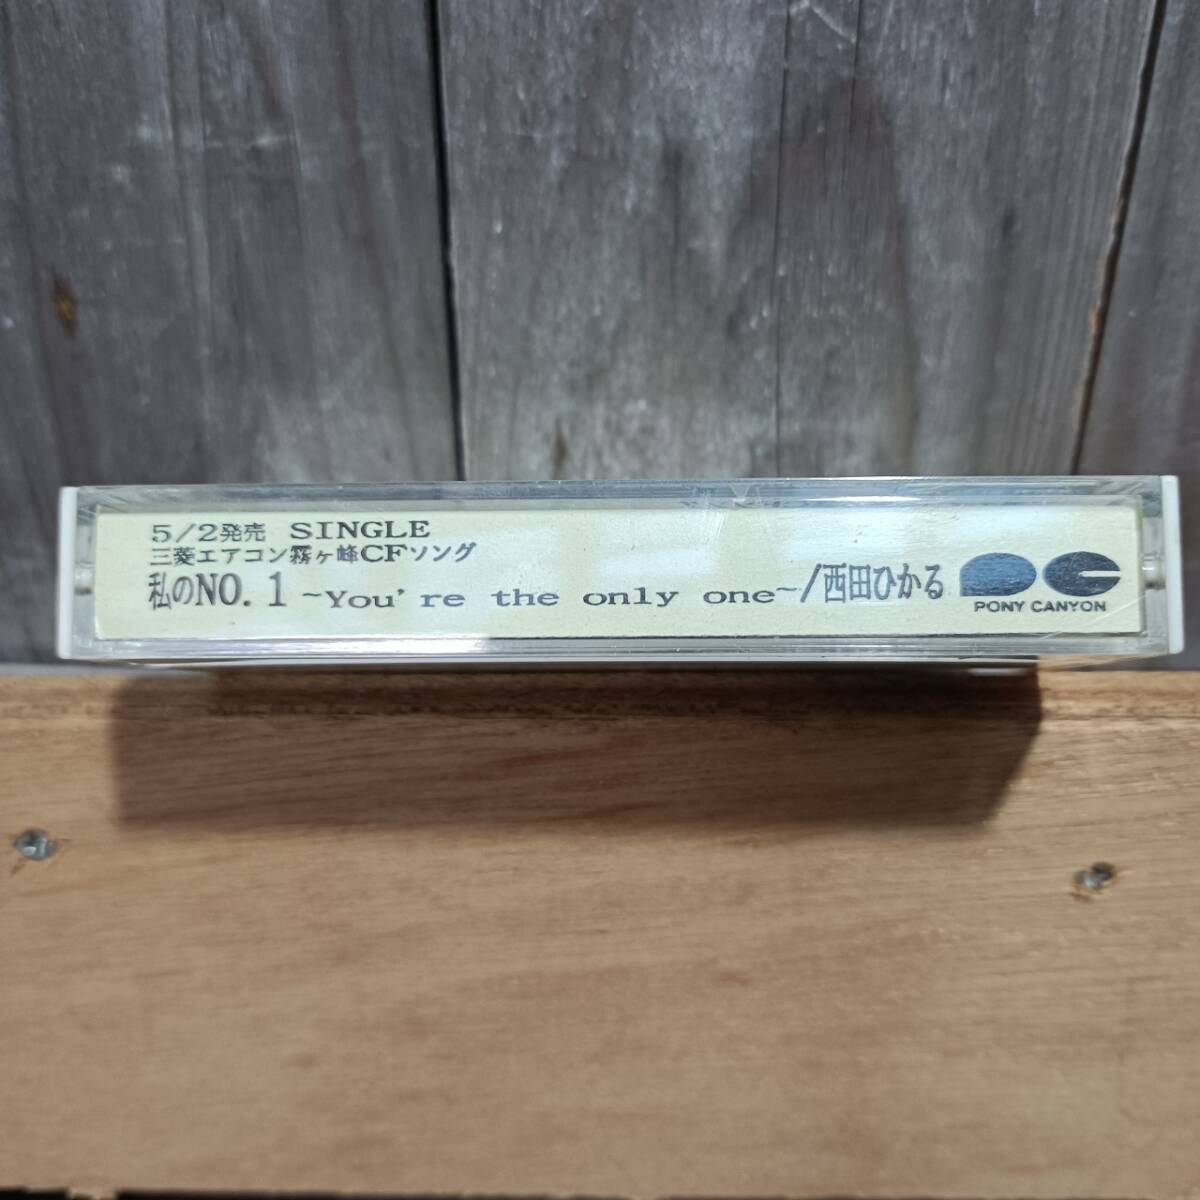 5/2発売 SINGLE
三菱エアコン霧ヶ峰CFソング
私のNO.1 ~You're the only one~/西田ひかる
PONY CANYON